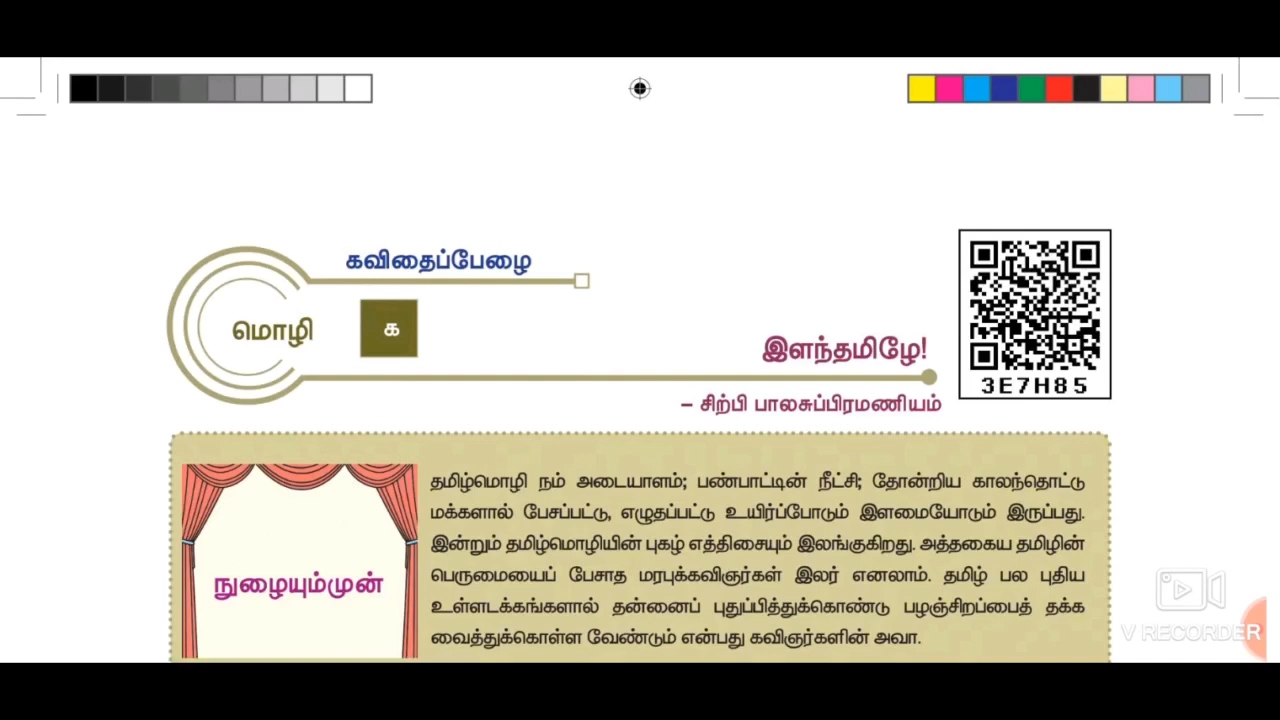 கவிதைப்பேழை
மொழி
க
இளந்தமிழே!
– சிற்பி பாலசுப்பிரமணியம்
3E7H85
நுழையும்முன்
தமிழ்மொழி நம் அடையாளம்; பண்பாட்டின் நீட்சி; தோன்றிய காலந்தொட்டு
மக்களால் பேசப்பட்டு, எழுதப்பட்டு உயிர்ப்போடும் இளமையோடும் இருப்பது.
இன்றும் தமிழ்மொழியின் புகழ் எத்திசையும் இலங்குகிறது. அத்தகைய தமிழின்
பெருமையைப் பேசாத மரபுக்கவிஞர்கள் இலர் எனலாம். தமிழ் பல புதிய
உள்ளடக்கங்களால் தன்னைப் புதுப்பித்துக்கொண்டு பழஞ்சிறப்பைத் தக்க
வைத்துக்கொள்ள வேண்டும் என்பது கவிஞர்களின் அவா.
V RECORDER